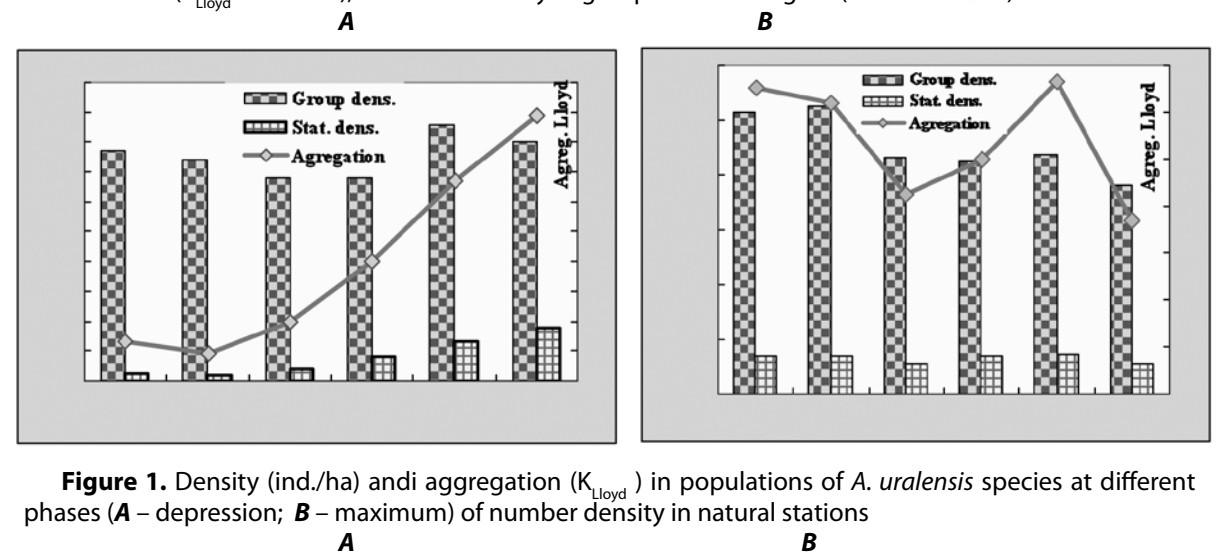 A B
Group dens.
Stat. dens.
Agregation
Agreg. Lloyd
Group dens.
Stat. dens.
Agregation
Agreg. Lloyd
Figure 1. Density (ind./ha) andi aggregation (K Lloyd ) in populations of A. uralensis species at different
phases (A – depression; B – maximum) of number density in natural stations
A B